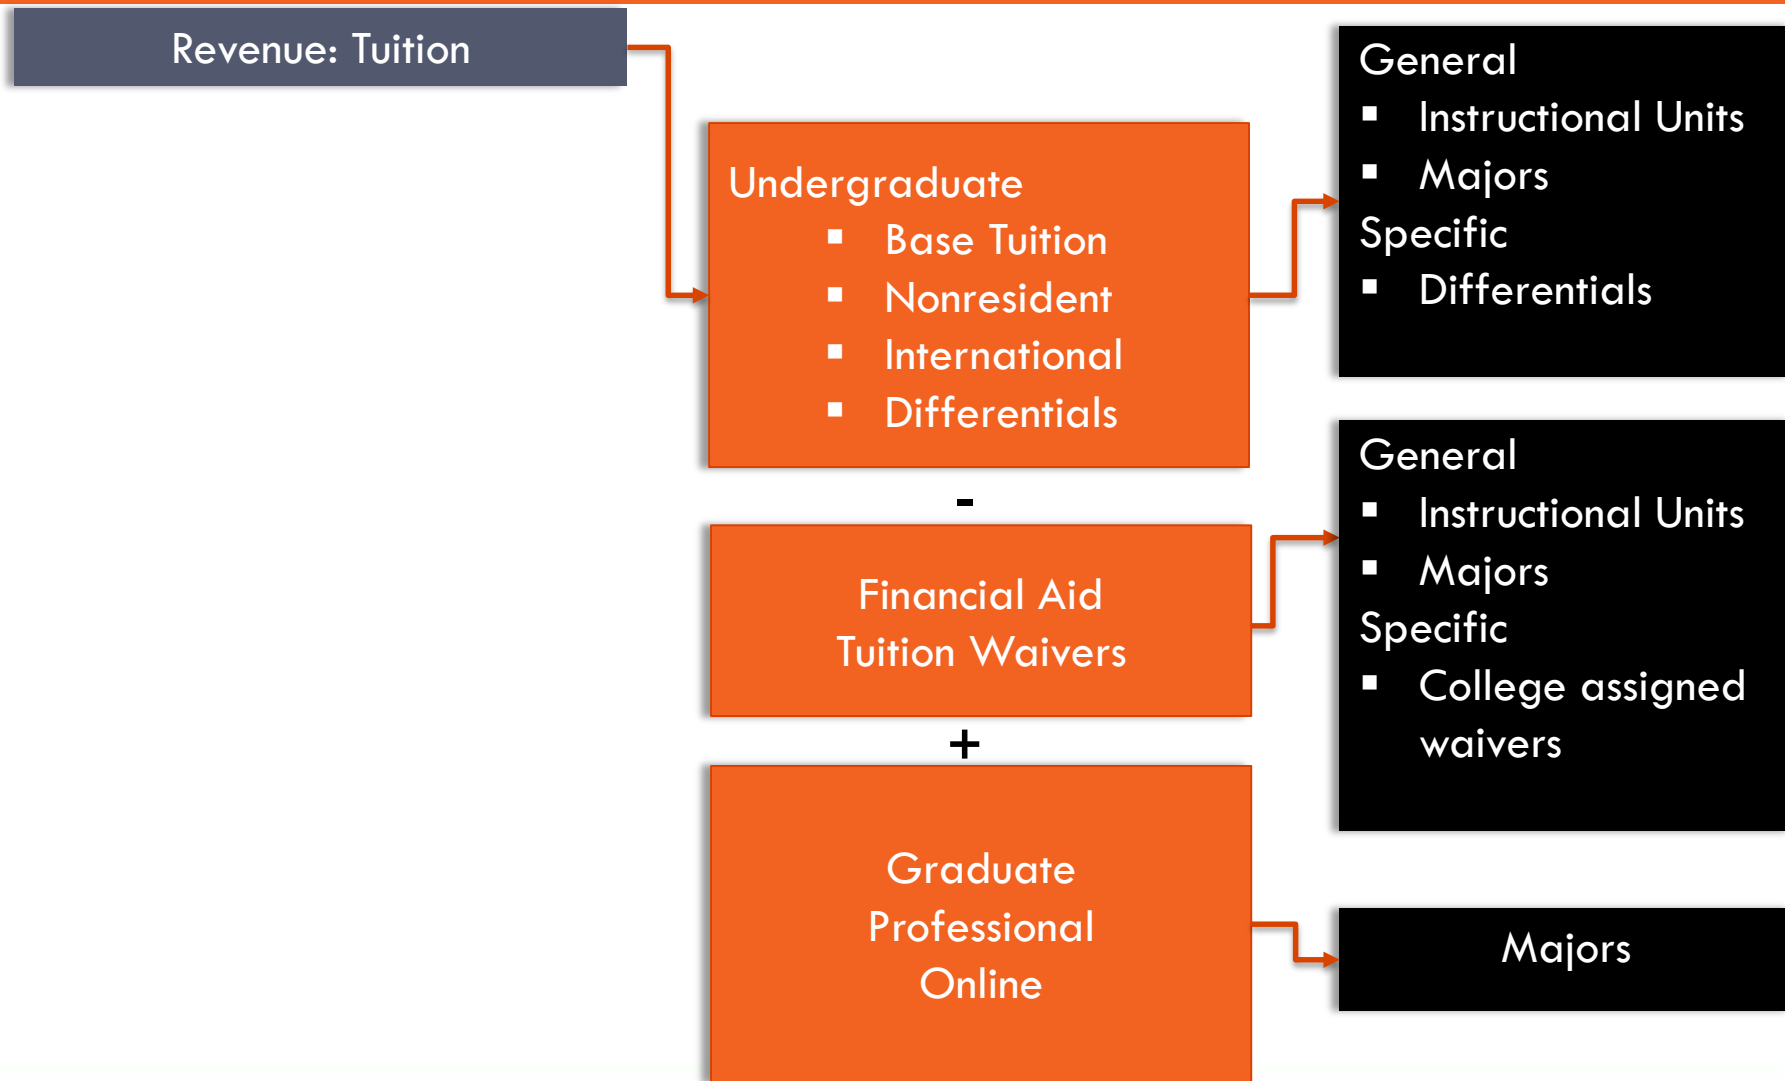 Revenue: Tuition
Undergraduate
▪ Base Tuition
▪ Nonresident
▪ International
▪ Differentials
-
Financial Aid
Tuition Waivers
+
Graduate
Professional
Online
General
▪ Instructional Units
▪ Majors
Specific
▪ Differentials
General
▪ Instructional Units
▪ Majors
Specific
▪ College assigned
waivers
Majors